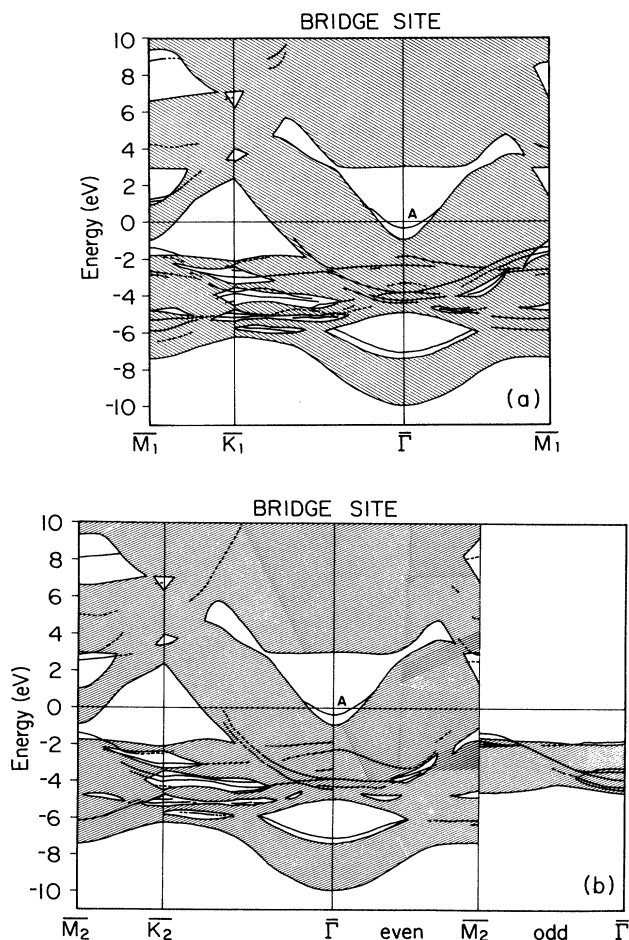 BRIDGE SITE
10
8
6
4
2
0
-2
-4
-6
-8
-10
Energy (eV)
A
(a)
M̅₁ K̅₁ Γ̅ M̅₁
BRIDGE SITE
10
8
6
4
2
0
-2
-4
-6
-8
-10
Energy (eV)
A
(b)
M̅₂ K̅₂ Γ̅ even M̅₂ odd Γ̅